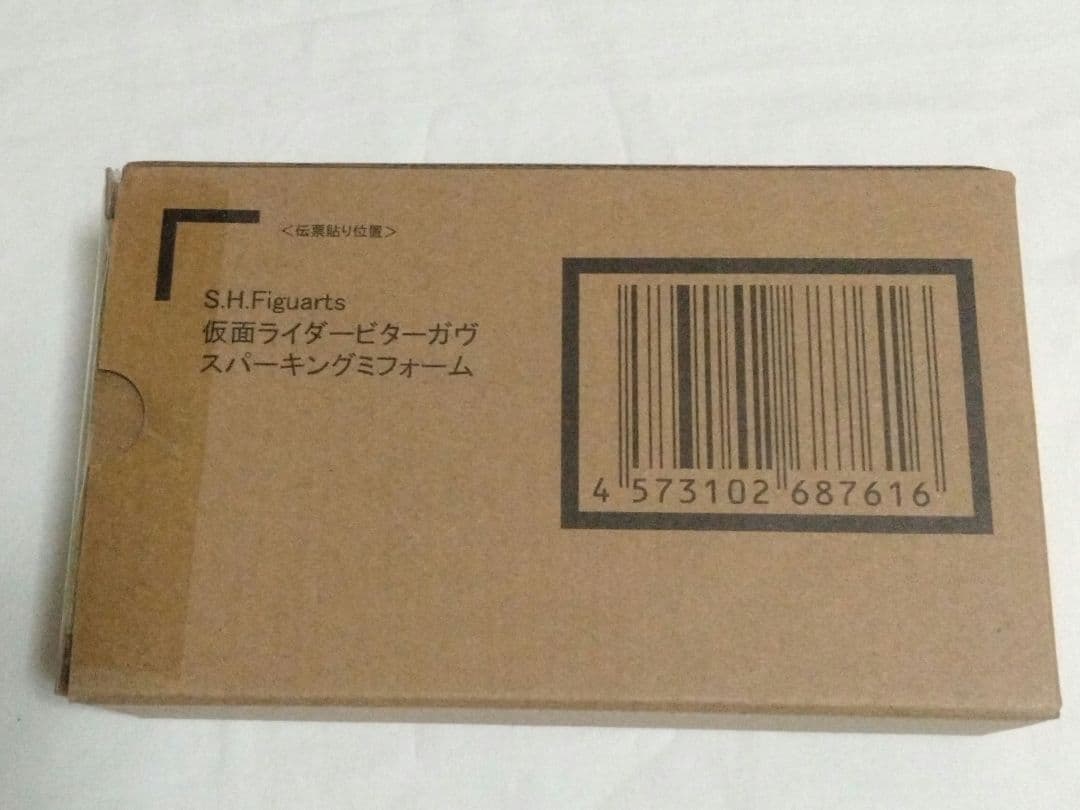 <伝票貼り位置>
S.H.Figuarts
仮面ライダービターガヴ
スパーキングミフォーム
4 573102 687616